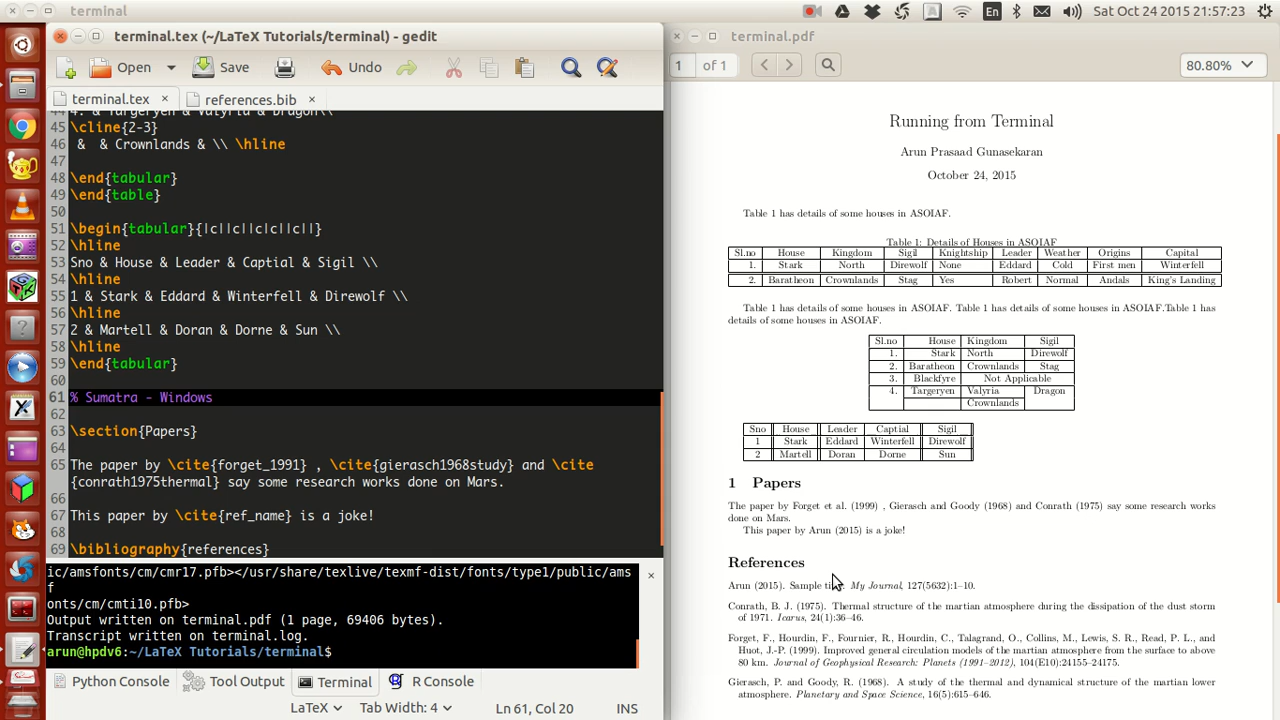 terminal
En
Sat Oct 24 2015 21:57:23
terminal.tex (~/LaTeX Tutorials/terminal) - gedit
Open
Save
Undo
terminal.tex ×
references.bib ×
44 4. & Targeryen & Valyria & Dragon\\
45 \cline{2-3}
46 & & Crownlands & \\ \hline
47
48 \end{tabular}
49 \end{table}
50
51 \begin{tabular}{|c||c||c|c||c||}
52 \hline
53 Sno & House & Leader & Captial & Sigil \\
54 \hline
55 1 & Stark & Eddard & Winterfell & Direwolf \\
56 \hline
57 2 & Martell & Doran & Dorne & Sun \\
58 \hline
59 \end{tabular}
60
61 % Sumatra - Windows
62
63 \section{Papers}
64
65 The paper by \cite{forget_1991} , \cite{gierasch1968study} and \cite
{conrath1975thermal} say some research works done on Mars.
66
67 This paper by \cite{ref_name} is a joke!
68
69 \bibliography{references}
ic/amsfonts/cm/cmr17.pfb></usr/share/texlive/texmf-dist/fonts/type1/public/ams
f
onts/cm/cmti10.pfb>
Output written on terminal.pdf (1 page, 69406 bytes).
Transcript written on terminal.log.
arun@hpdv6:~/LaTeX Tutorials/terminal$
Python Console
Tool Output
Terminal
R Console
LaTeX
Tab Width: 4
Ln 61, Col 20
INS
terminal.pdf
1 of 1
80.80%
Running from Terminal
Arun Prasaad Gunasekaran
October 24, 2015
Table 1 has details of some houses in ASOIAF.
Table 1: Details of Houses in ASOIAF
Sl.no House Kingdom Sigil Knightship Leader Weather Origins Capital
1. Stark North Direwolf None Eddard Cold First men Winterfell
2. Baratheon Crownlands Stag Yes Robert Normal Andals King's Landing
Table 1 has details of some houses in ASOIAF. Table 1 has details of some houses in ASOIAF.Table 1 has
details of some houses in ASOIAF.
Sl.no House Kingdom Sigil
1. Stark North Direwolf
2. Baratheon Crownlands Stag
3. Blackfyre Not Applicable
4. Targeryen Valyria Dragon
Crownlands
Sno House Leader Captial Sigil
1 Stark Eddard Winterfell Direwolf
2 Martell Doran Dorne Sun
1 Papers
The paper by Forget et al. (1999) , Gierasch and Goody (1968) and Conrath (1975) say some research works
done on Mars.
This paper by Arun (2015) is a joke!
References
Arun (2015). Sample My Journal, 127(5632):1–10.
Conrath, B. J. (1975). Thermal structure of the martian atmosphere during the dissipation of the dust storm
of 1971. Icarus, 24(1):36–46.
Forget, F., Hourdin, F., Fournier, R., Hourdin, C., Talagrand, O., Collins, M., Lewis, S. R., Read, P. L., and
Huot, J.-P. (1999). Improved general circulation models of the martian atmosphere from the surface to above
80 km. Journal of Geophysical Research: Planets (1991–2012), 104(E10):24155–24175.
Gierasch, P. and Goody, R. (1968). A study of the thermal and dynamical structure of the martian lower
atmosphere. Planetary and Space Science, 16(5):615–646.